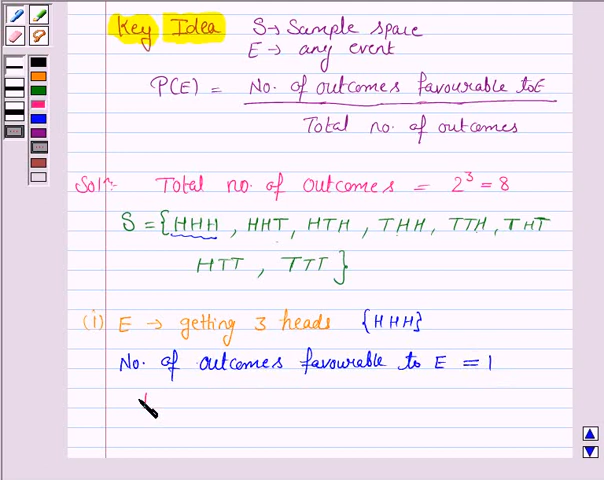 Key Idea S → Sample space
E → any event
P(E) = No. of outcomes favourable to E
Total no. of outcomes
Soln: Total no. of outcomes = 2³ = 8
S = {HHH, HHT, HTH, THH, TTH, THT
HTT, TTT}
(i) E → getting 3 heads {HHH}
No. of outcomes favourable to E = 1